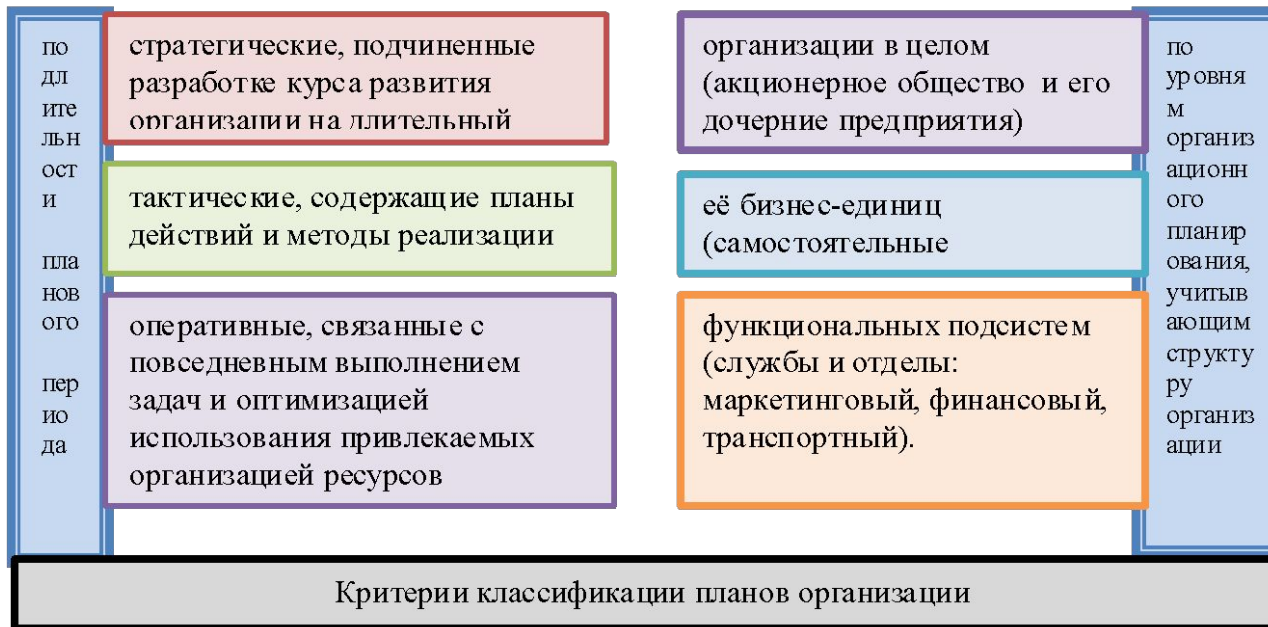 по
дл
ите
льн
ост
и
пла
нов
ого
пер
ио
да
стратегические, подчиненные
разработке курса развития
организации на длительный
тактические, содержащие планы
действий и методы реализации
оперативные, связанные с
повседневным выполнением
задач и оптимизацией
использования привлекаемых
организацией ресурсов
организации в целом
(акционерное общество и его
дочерние предприятия)
её бизнес-единиц
(самостоятельные
функциональных подсистем
(службы и отделы:
маркетинговый, финансовый,
транспортный).
по
уровня
м
организ
ационн
ого
планир
ования,
учитыв
ающим
структу
ру
организ
ации
Критерии классификации планов организации